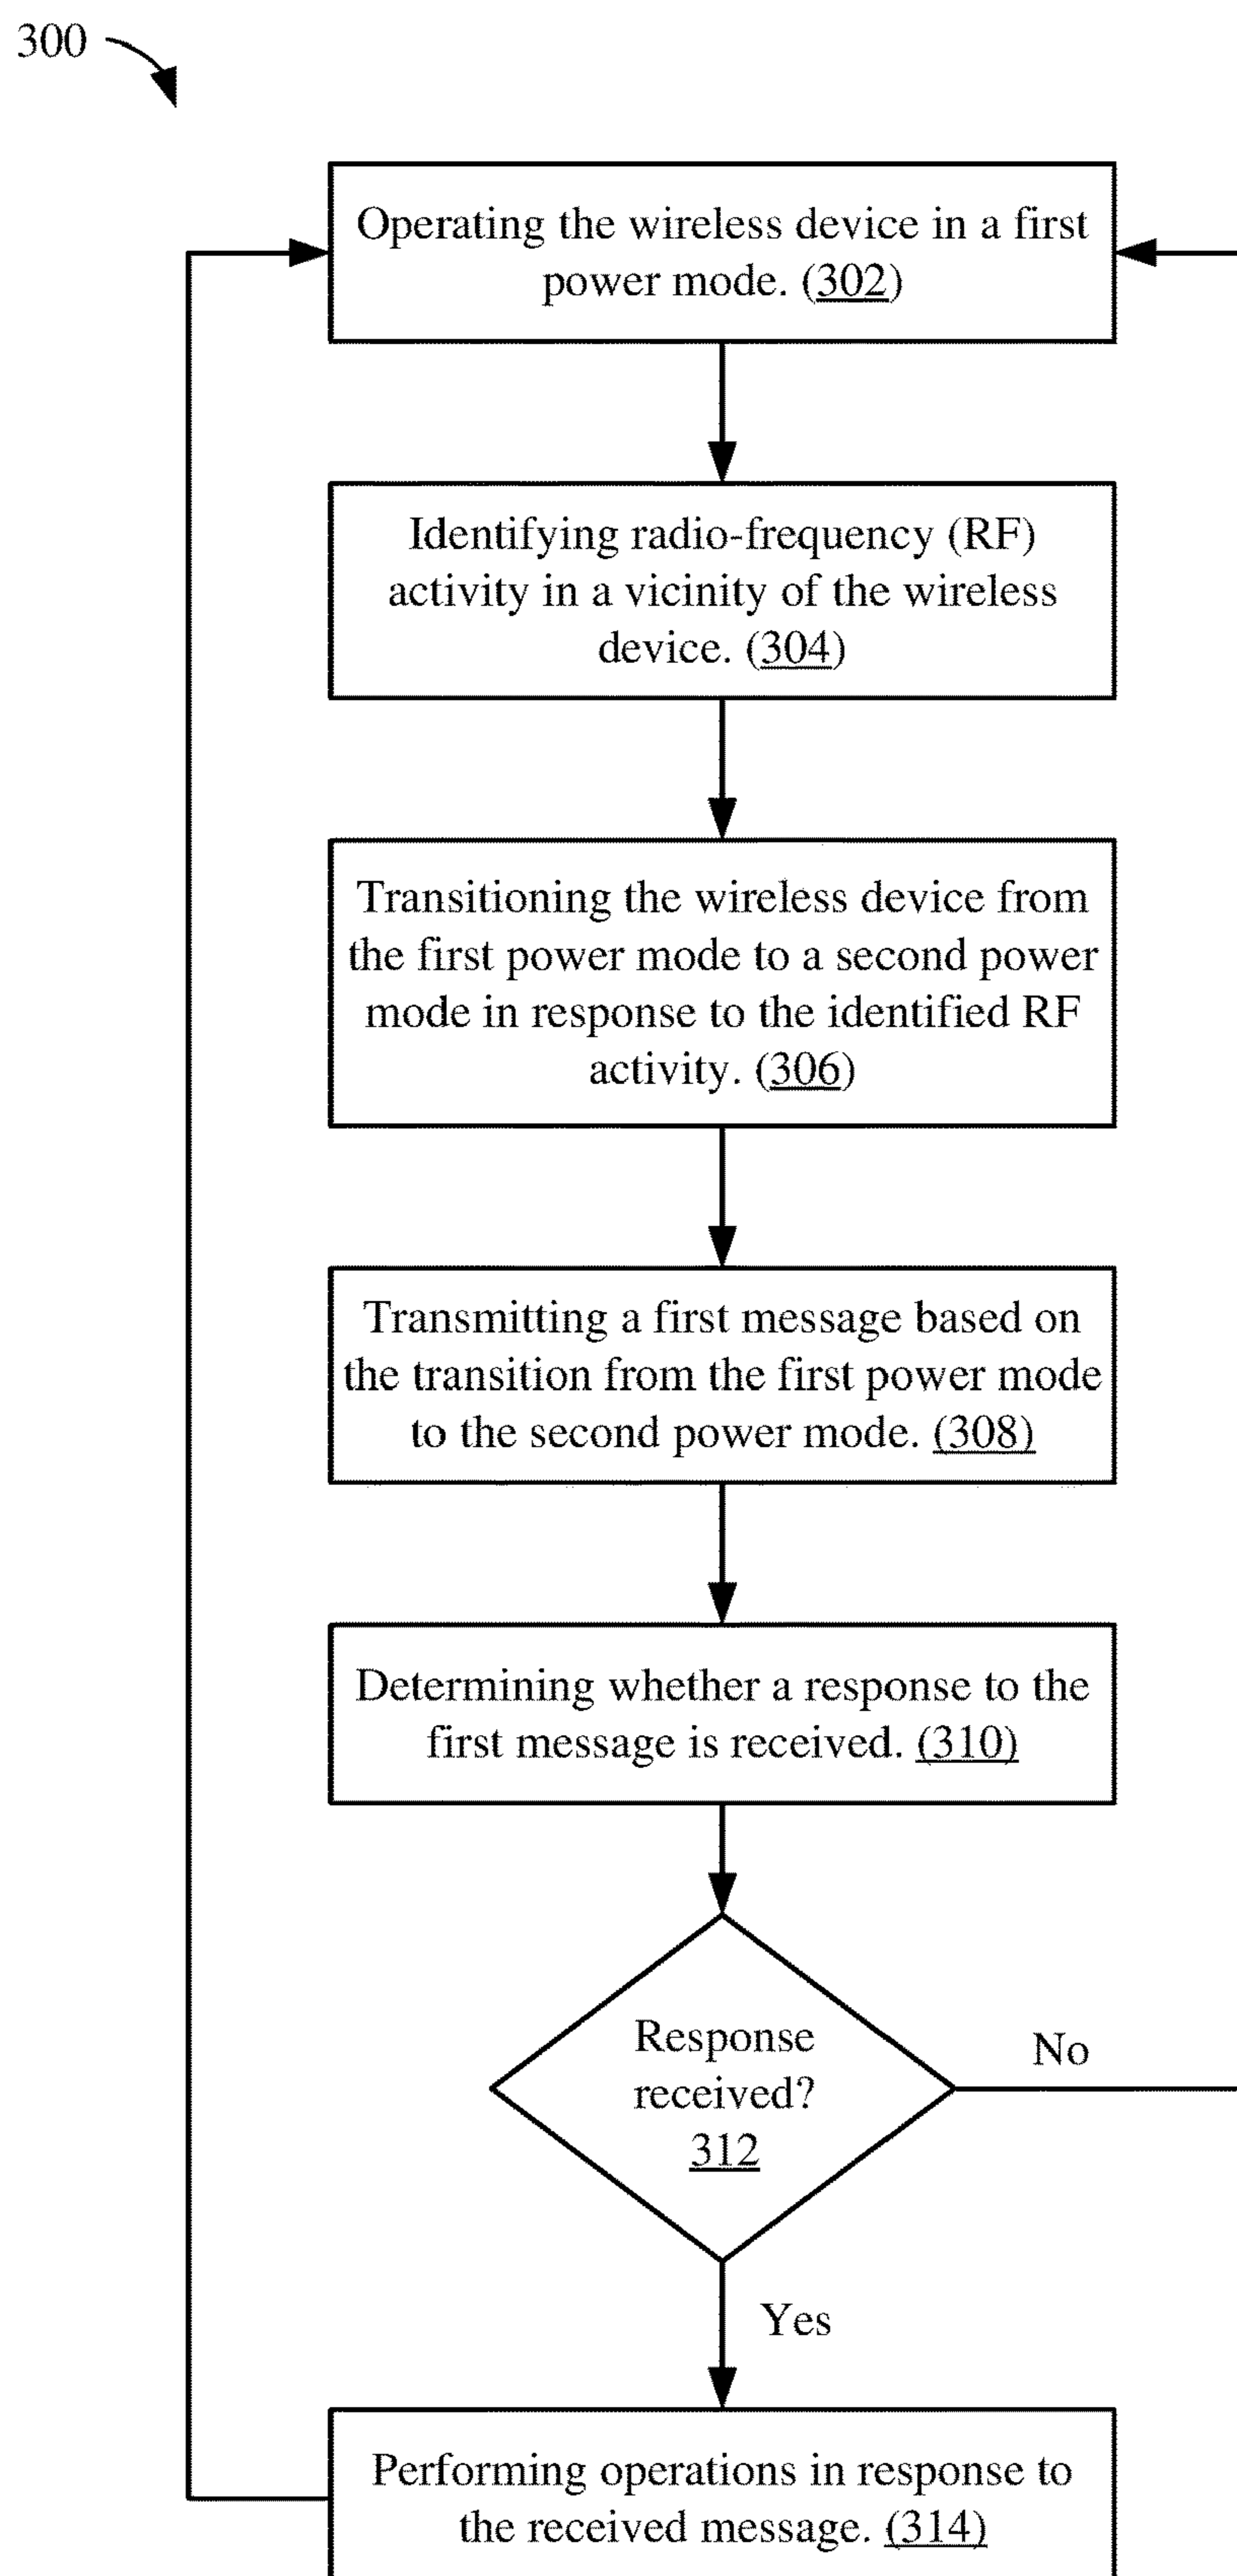 300
Operating the wireless device in a first
power mode. (302)
Identifying radio-frequency (RF)
activity in a vicinity of the wireless
device. (304)
Transitioning the wireless device from
the first power mode to a second power
mode in response to the identified RF
activity. (306)
Transmitting a first message based on
the transition from the first power mode
to the second power mode. (308)
Determining whether a response to the
first message is received. (310)
Response
received?
312
No
Yes
Performing operations in response to
the received message. (314)